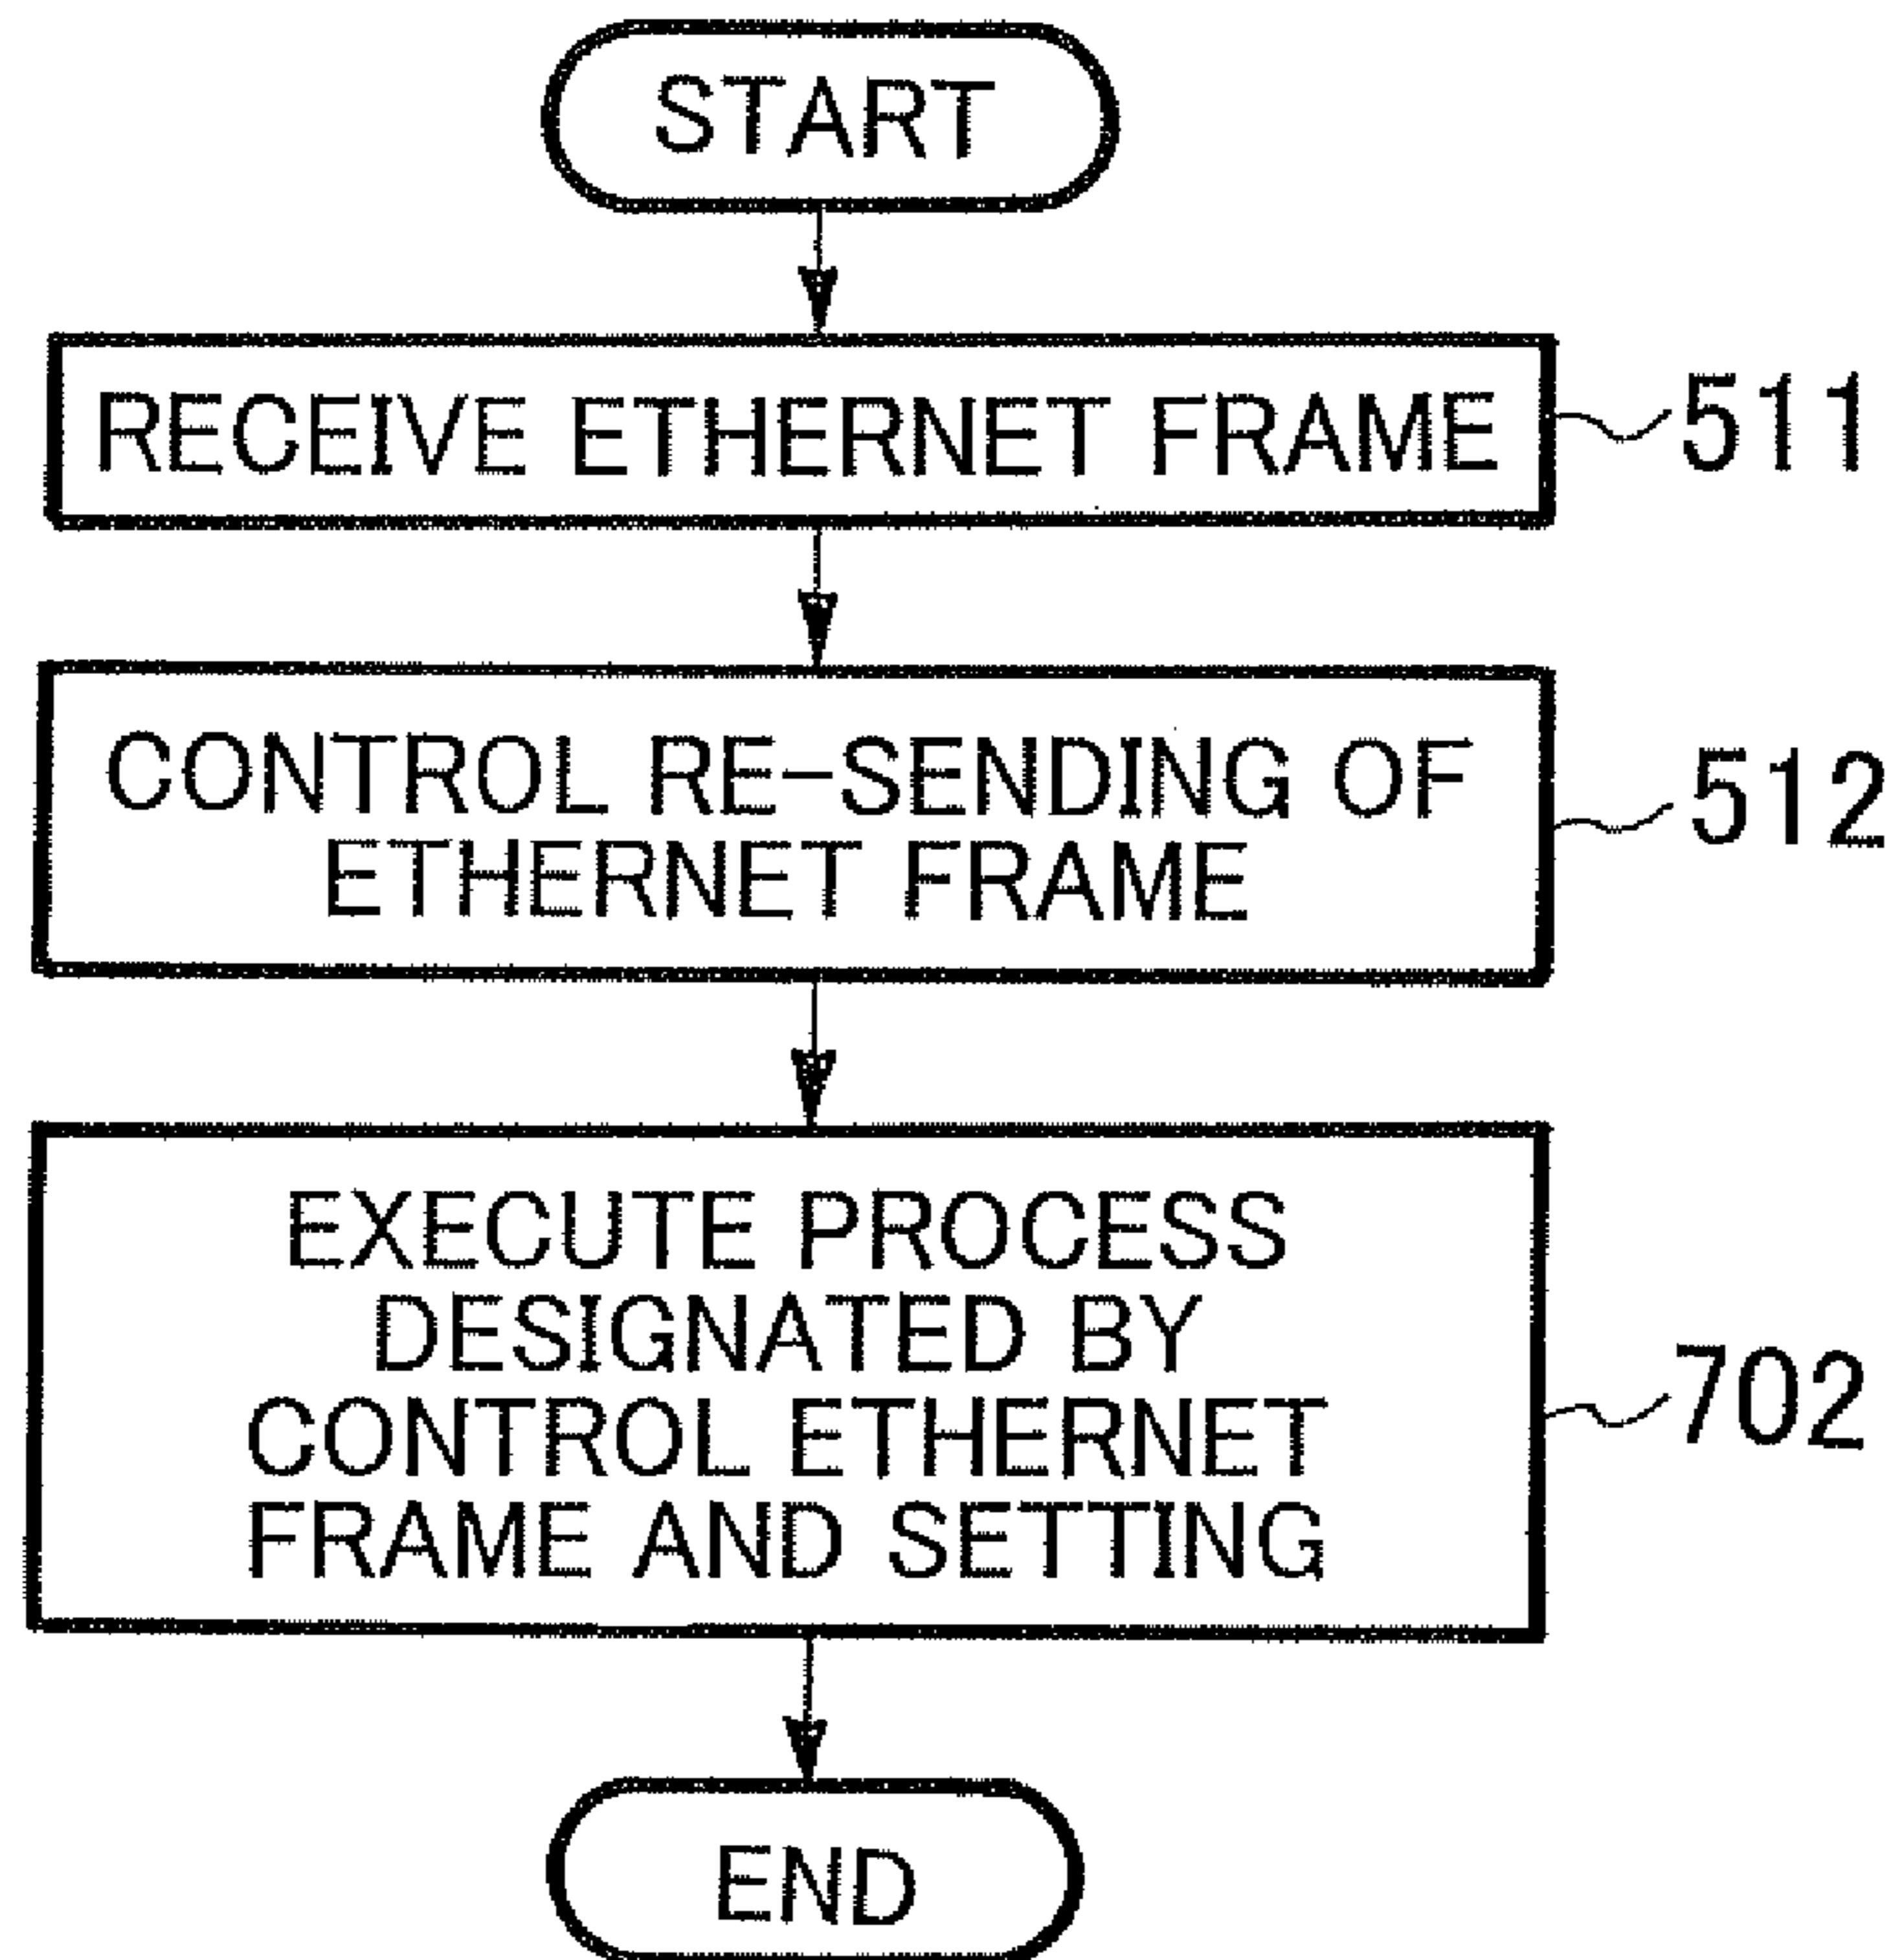 START
RECEIVE ETHERNET FRAME
511
CONTROL RE-SENDING OF
ETHERNET FRAME
512
EXECUTE PROCESS
DESIGNATED BY
CONTROL ETHERNET
FRAME AND SETTING
702
END